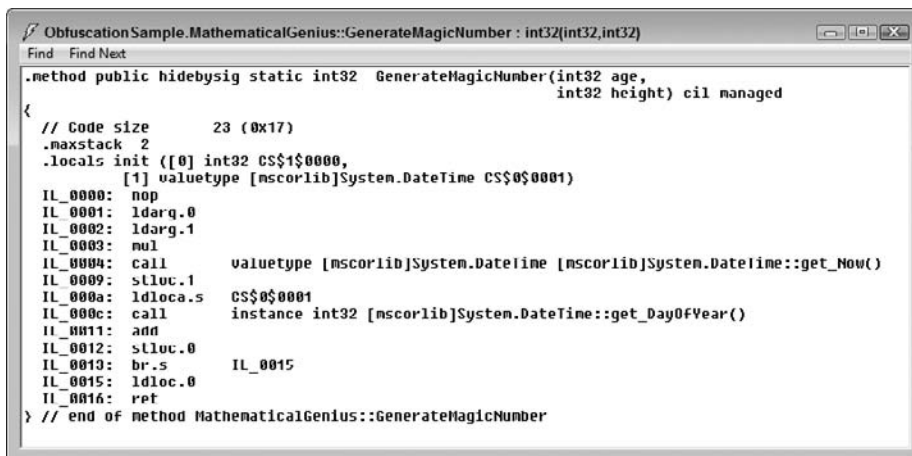 ObfuscationSample.MathematicalGenius::GenerateMagicNumber : int32(int32,int32)
Find Find Next
.method public hidebysig static int32 GenerateMagicNumber(int32 age,
int32 height) cil managed
{
// Code size 23 (0x17)
.maxstack 2
.locals init ([0] int32 CS$1$0000,
[1] valuetype [mscorlib]System.DateTime CS$0$0001)
IL_0000: nop
IL_0001: ldarg.0
IL_0002: ldarg.1
IL_0003: mul
IL_0004: call valuetype [mscorlib]System.DateTime [mscorlib]System.DateTime::get_Now()
IL_0009: stloc.1
IL_000a: ldloca.s CS$0$0001
IL_000c: call instance int32 [mscorlib]System.DateTime::get_DayOfYear()
IL_0011: add
IL_0012: stloc.0
IL_0013: br.s IL_0015
IL_0015: ldloc.0
IL_0016: ret
} // end of method MathematicalGenius::GenerateMagicNumber